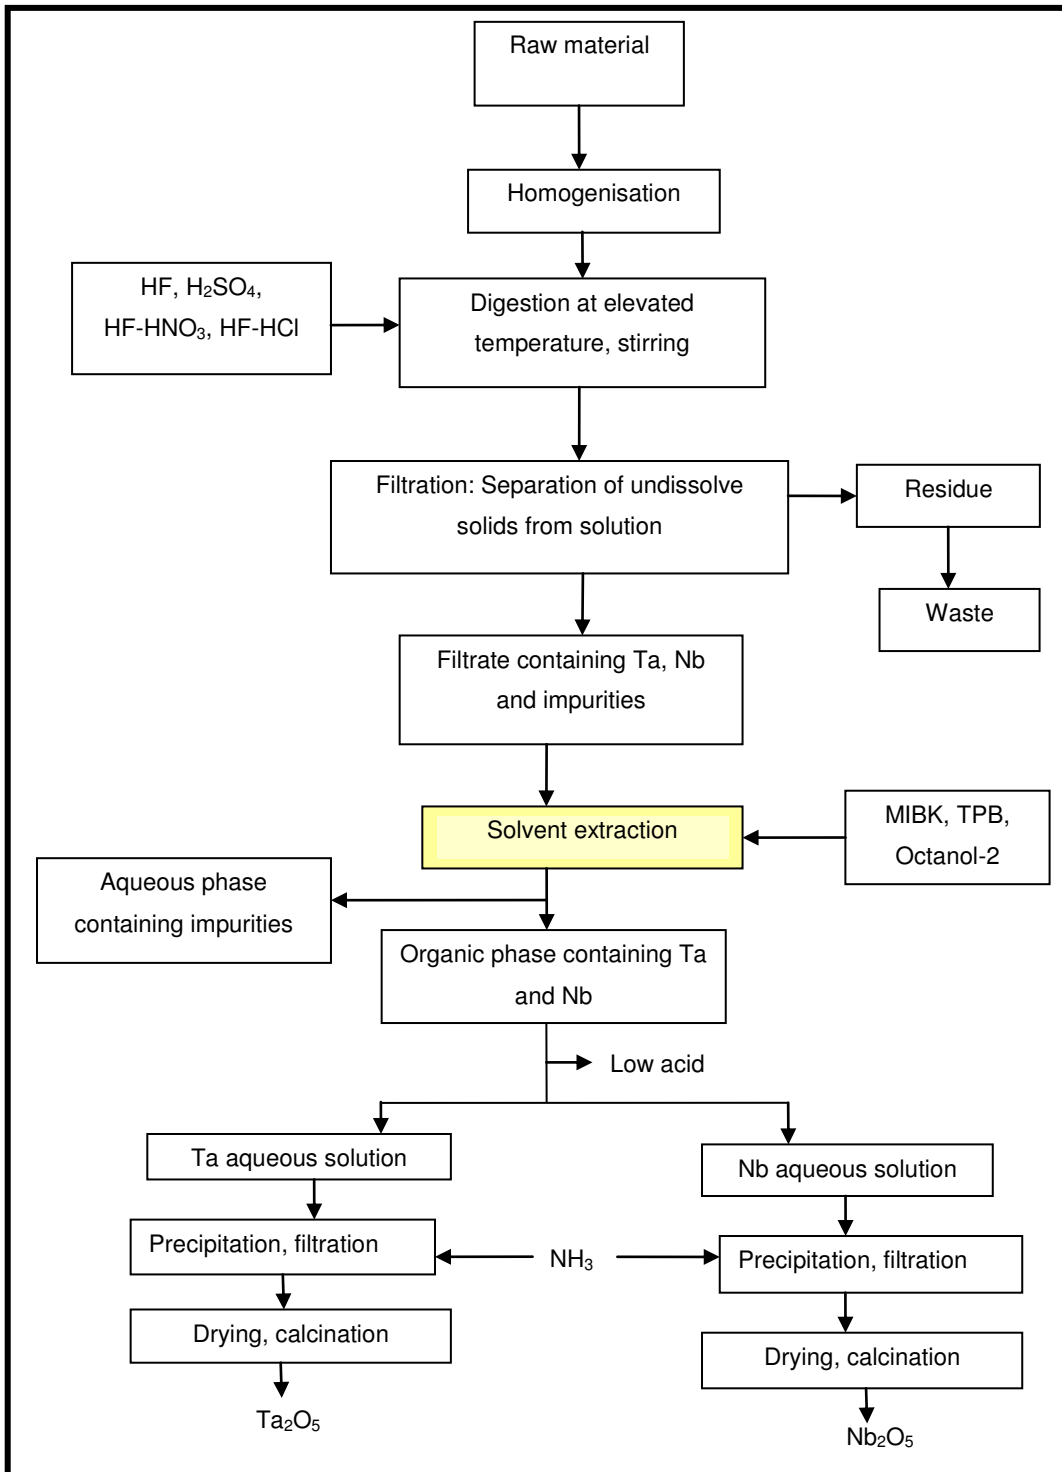 Raw material
Homogenisation
HF, H₂SO₄,
HF-HNO₃, HF-HCl
Digestion at elevated
temperature, stirring
Filtration: Separation of undissolve
solids from solution
Residue
Waste
Filtrate containing Ta, Nb
and impurities
Solvent extraction
MIBK, TPB,
Octanol-2
Aqueous phase
containing impurities
Organic phase containing Ta
and Nb
Low acid
Ta aqueous solution
Nb aqueous solution
Precipitation, filtration
NH₃
Precipitation, filtration
Drying, calcination
Drying, calcination
Ta₂O₅
Nb₂O₅